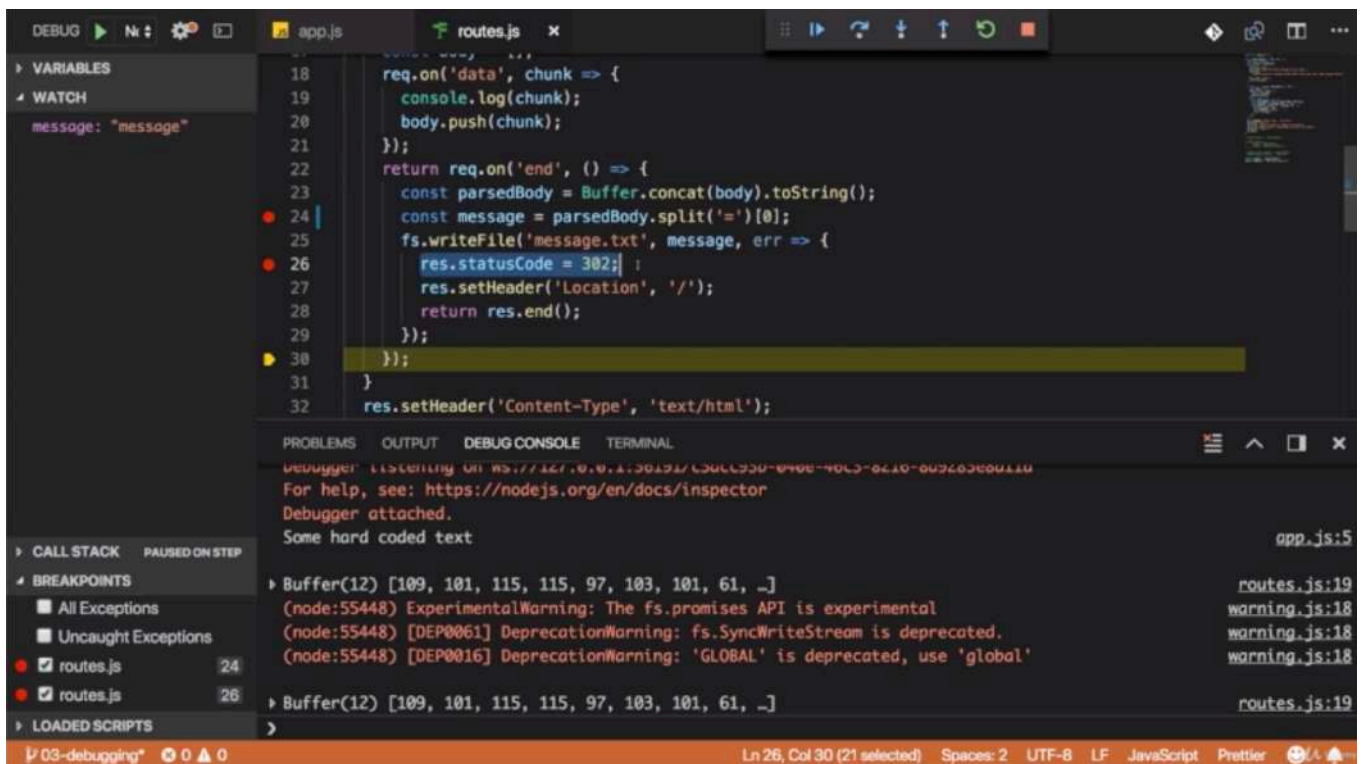 DEBUG
app.js
routes.js
VARIABLES
WATCH
message: "message"
18 req.on('data', chunk => {
19 console.log(chunk);
20 body.push(chunk);
21 });
22 return req.on('end', () => {
23 const parsedBody = Buffer.concat(body).toString();
24 const message = parsedBody.split('=')[0];
25 fs.writeFile('message.txt', message, err => {
26 res.statusCode = 302;
27 res.setHeader('Location', '/');
28 return res.end();
29 });
30 });
31 }
32 res.setHeader('Content-Type', 'text/html');
PROBLEMS OUTPUT DEBUG CONSOLE TERMINAL
For help, see: https://nodejs.org/en/docs/inspector
Debugger attached.
Some hard coded text app.js:5
Buffer(12) [109, 101, 115, 115, 97, 103, 101, 61, …] routes.js:19
(node:55448) ExperimentalWarning: The fs.promises API is experimental warning.js:18
(node:55448) [DEP0061] DeprecationWarning: fs.SyncWriteStream is deprecated. warning.js:18
(node:55448) [DEP0016] DeprecationWarning: 'GLOBAL' is deprecated, use 'global' warning.js:18
Buffer(12) [109, 101, 115, 115, 97, 103, 101, 61, …] routes.js:19
CALL STACK PAUSED ON STEP
BREAKPOINTS
All Exceptions
Uncaught Exceptions
routes.js 24
routes.js 26
LOADED SCRIPTS
03-debugging* 0 0 Ln 26, Col 30 (21 selected) Spaces: 2 UTF-8 LF JavaScript Prettier